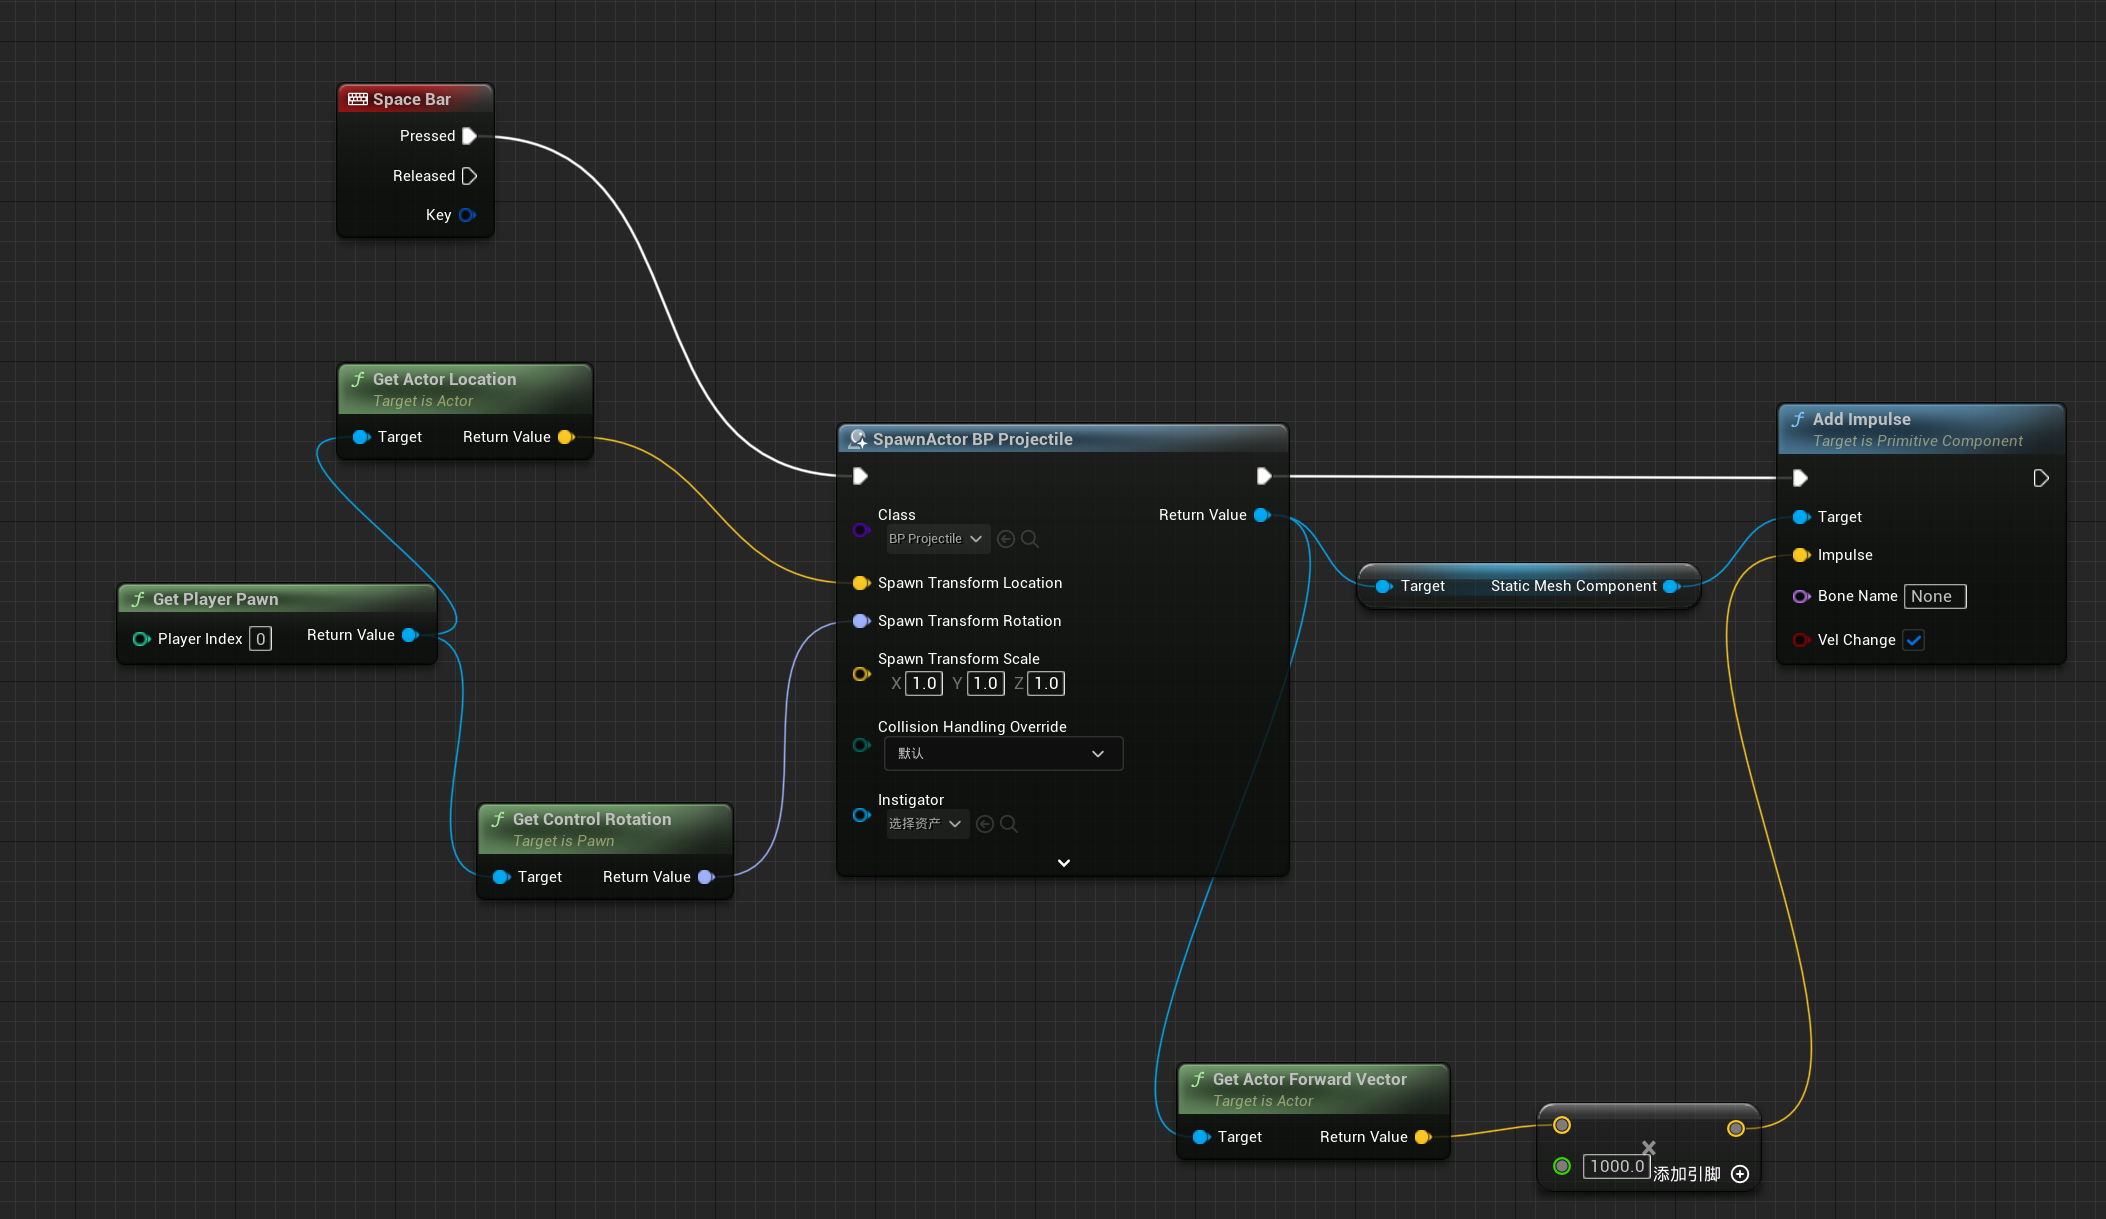 Space Bar
Pressed
Released
Key
Get Actor Location
Target is Actor
Target
Return Value
Get Player Pawn
Player Index 0
Return Value
Get Control Rotation
Target is Pawn
Target
Return Value
SpawnActor BP Projectile
Class
BP Projectile
Return Value
Spawn Transform Location
Spawn Transform Rotation
Spawn Transform Scale
X 1.0 Y 1.0 Z 1.0
Collision Handling Override
默认
Instigator
选择资产
Target
Static Mesh Component
Add Impulse
Target is Primitive Component
Target
Impulse
Bone Name None
Vel Change
Get Actor Forward Vector
Target is Actor
Target
Return Value
1000.0
添加引脚